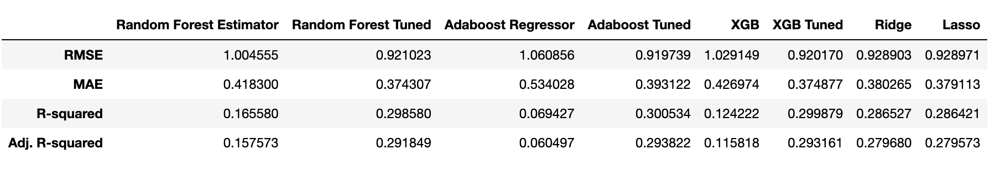 Random Forest Estimator Random Forest Tuned Adaboost Regressor Adaboost Tuned XGB XGB Tuned Ridge Lasso
RMSE 1.004555 0.921023 1.060856 0.919739 1.029149 0.920170 0.928903 0.928971
MAE 0.418300 0.374307 0.534028 0.393122 0.426974 0.374877 0.380265 0.379113
R-squared 0.165580 0.298580 0.069427 0.300534 0.124222 0.299879 0.286527 0.286421
Adj. R-squared 0.157573 0.291849 0.060497 0.293822 0.115818 0.293161 0.279680 0.279573